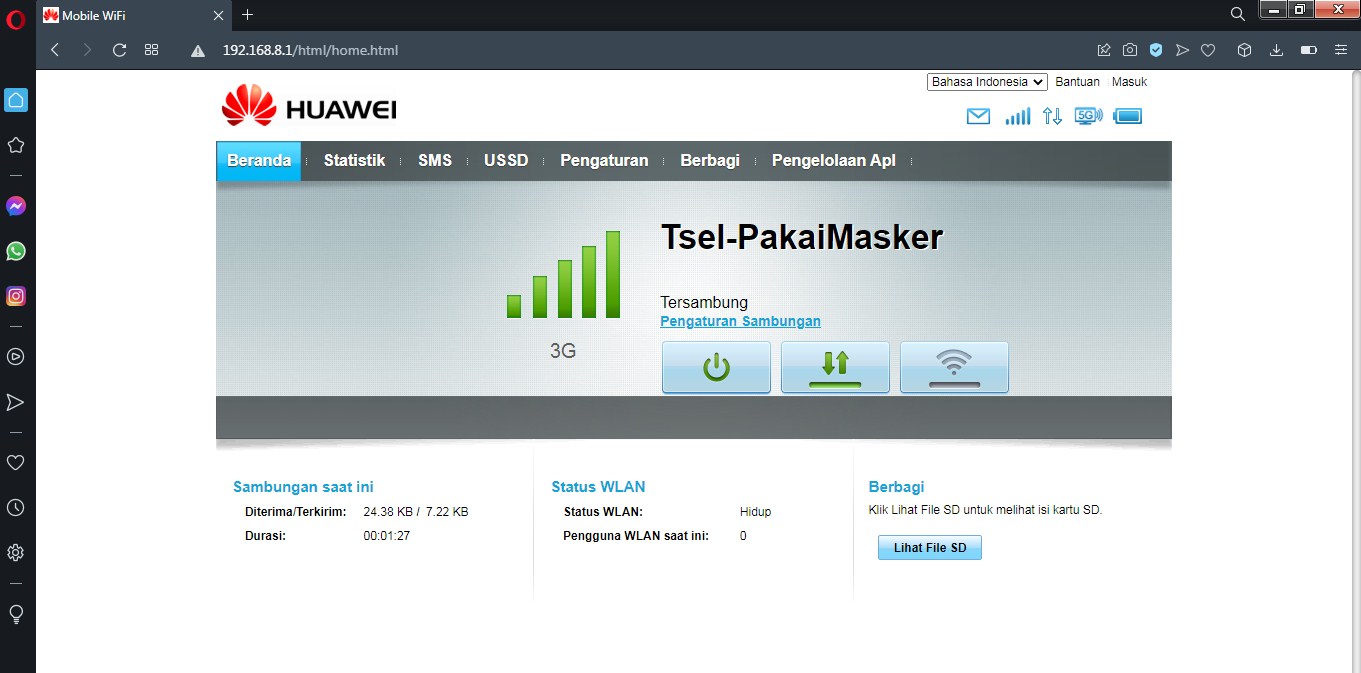 Mobile WiFi
192.168.8.1/html/home.html
HUAWEI
Bahasa Indonesia Bantuan Masuk
5G
Beranda Statistik SMS USSD Pengaturan Berbagi Pengelolaan Apl
Tsel-PakaiMasker
Tersambung
Pengaturan Sambungan
3G
Sambungan saat ini
Diterima/Terkirim: 24.38 KB / 7.22 KB
Durasi: 00:01:27
Status WLAN
Status WLAN: Hidup
Pengguna WLAN saat ini: 0
Berbagi
Klik Lihat File SD untuk melihat isi kartu SD.
Lihat File SD